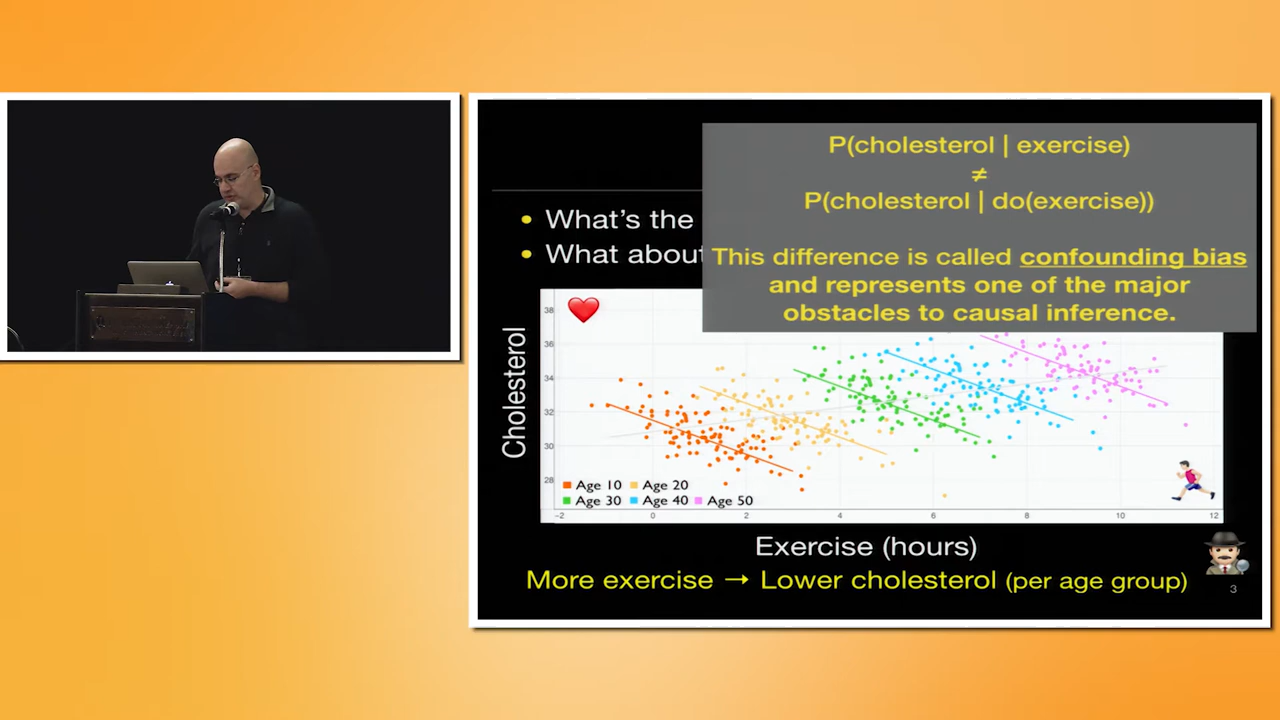 P(cholesterol | exercise)
≠
P(cholesterol | do(exercise))
This difference is called confounding bias
and represents one of the major
obstacles to causal inference.
• What's the
• What about
Cholesterol
38
36
34
32
30
28
Age 10 Age 20
Age 30 Age 40 Age 50
-2 0 2 4 6 8 10 12
Exercise (hours)
More exercise → Lower cholesterol (per age group)
3